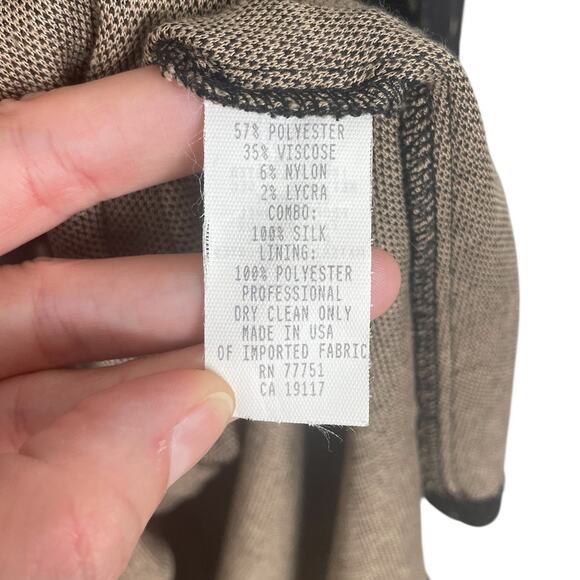 57% POLYESTER
35% VISCOSE
6% NYLON
2% LYCRA
COMBO:
100% SILK
LINING:
100% POLYESTER
PROFESSIONAL
DRY CLEAN ONLY
MADE IN USA
OF IMPORTED FABRIC
RN 77751
CA 19117